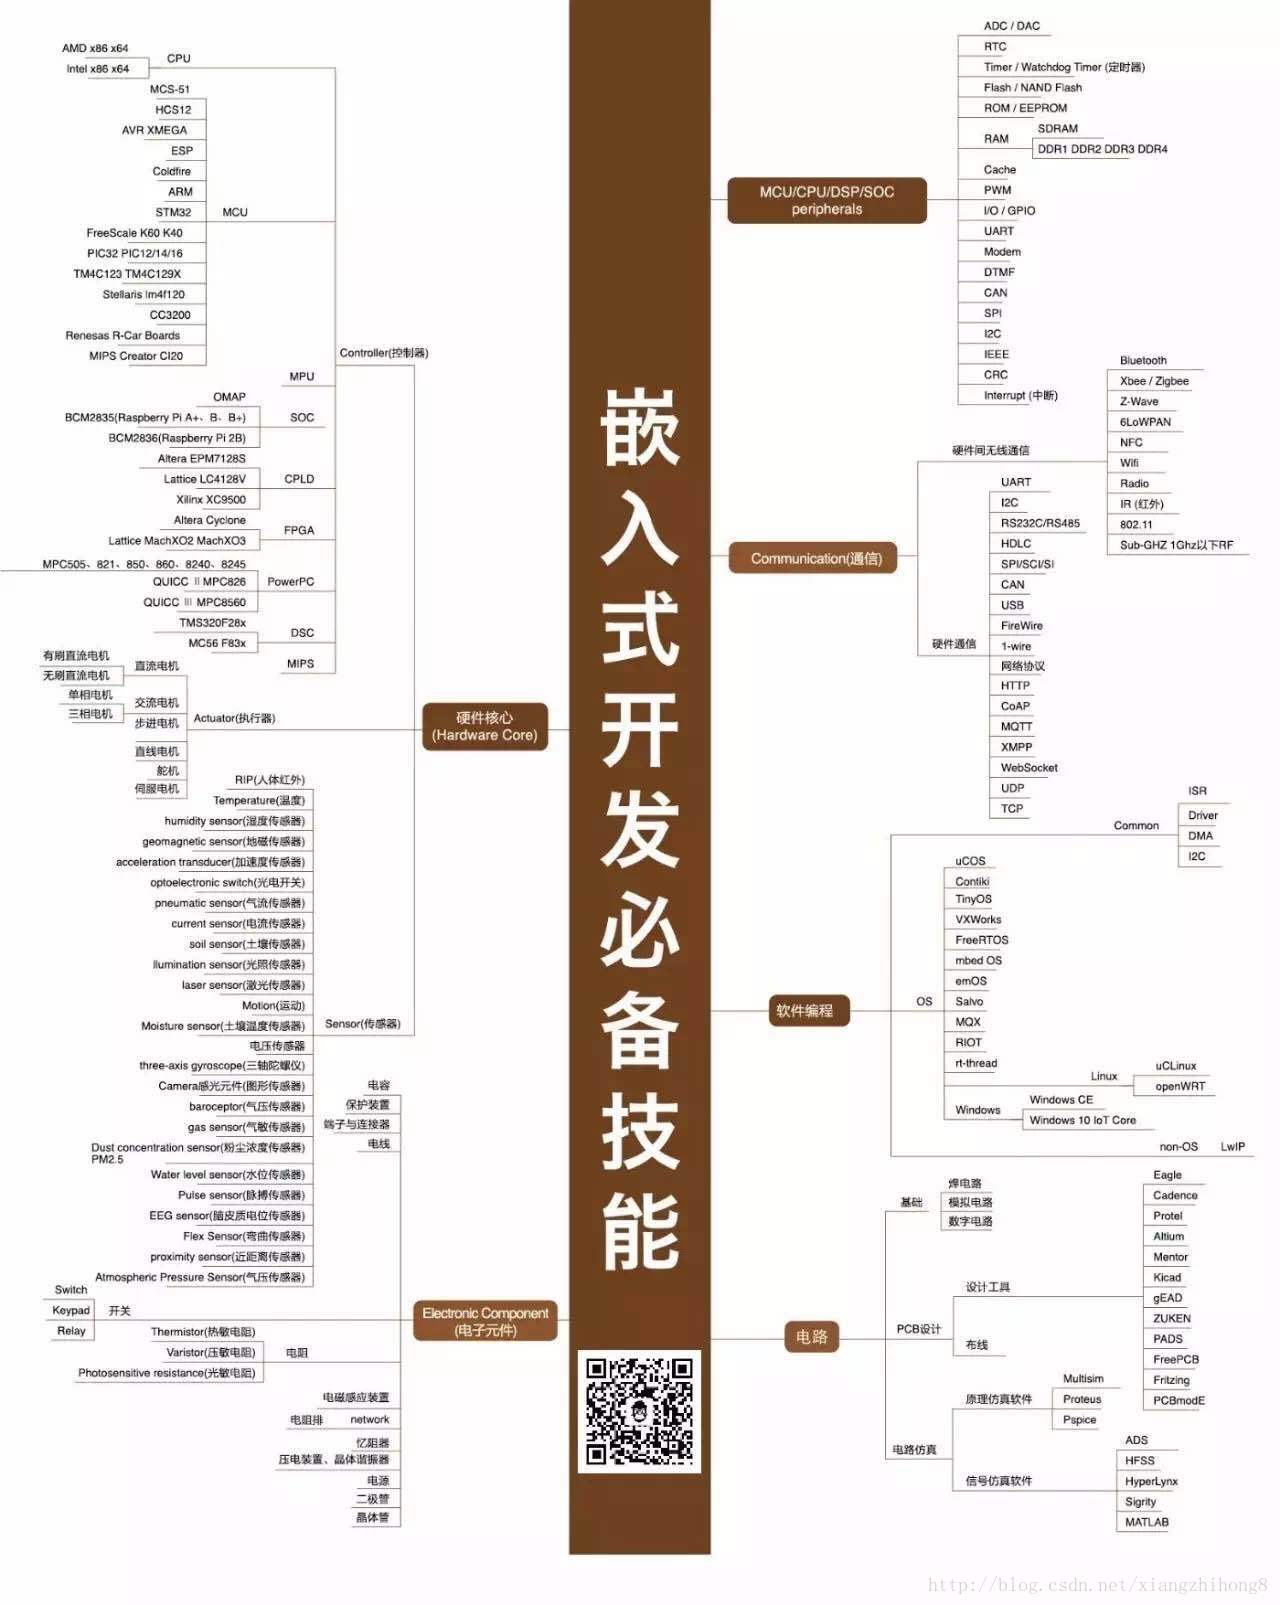 嵌入式开发必备技能
AMD x86 x64
Intel x86 x64
CPU
MCS-51
HCS12
AVR XMEGA
ESP
Coldfire
ARM
STM32
FreeScale K60 K40
PIC32 PIC12/14/16
TM4C123 TM4C129X
Stellaris lm4f120
CC3200
Renesas R-Car Boards
MIPS Creator CI20
MCU
Controller(控制器)
MPU
OMAP
BCM2835(Raspberry Pi A+、B、B+)
BCM2836(Raspberry Pi 2B)
SOC
Altera EPM7128S
Lattice LC4128V
Xilinx XC9500
CPLD
Altera Cyclone
Lattice MachXO2 MachXO3
FPGA
MPC505、821、850、860、8240、8245
QUICC Ⅱ MPC826
QUICC Ⅲ MPC8560
PowerPC
TMS320F28x
MC56 F83x
DSC
MIPS
有刷直流电机
无刷直流电机
直流电机
单相电机
三相电机
交流电机
步进电机
直线电机
舵机
伺服电机
Actuator(执行器)
硬件核心
(Hardware Core)
RIP(人体红外)
Temperature(温度)
humidity sensor(湿度传感器)
geomagnetic sensor(地磁传感器)
acceleration transducer(加速度传感器)
optoelectronic switch(光电开关)
pneumatic sensor(气流传感器)
current sensor(电流传感器)
soil sensor(土壤传感器)
llumination sensor(光照传感器)
laser sensor(激光传感器)
Motion(运动)
Moisture sensor(土壤温度传感器)
电压传感器
three-axis gyroscope(三轴陀螺仪)
Camera感光元件(图形传感器)
baroceptor(气压传感器)
gas sensor(气敏传感器)
Dust concentration sensor(粉尘浓度传感器)
PM2.5
Water level sensor(水位传感器)
Pulse sensor(脉搏传感器)
EEG sensor(脑皮质电位传感器)
Flex Sensor(弯曲传感器)
proximity sensor(近距离传感器)
Atmospheric Pressure Sensor(气压传感器)
Sensor(传感器)
电容
保护装置
端子与连接器
电线
Switch
Keypad
Relay
开关
Thermistor(热敏电阻)
Varistor(压敏电阻)
Photosensitive resistance(光敏电阻)
电阻
电磁感应装置
电阻排 network
忆阻器
压电装置、晶体谐振器
电源
二极管
晶体管
Electronic Component
(电子元件)
MCU/CPU/DSP/SOC
peripherals
ADC / DAC
RTC
Timer / Watchdog Timer (定时器)
Flash / NAND Flash
ROM / EEPROM
RAM
SDRAM
DDR1 DDR2 DDR3 DDR4
Cache
PWM
I/O / GPIO
UART
Modem
DTMF
CAN
SPI
I2C
IEEE
CRC
Interrupt (中断)
Communication(通信)
硬件间无线通信
Bluetooth
Xbee / Zigbee
Z-Wave
6LoWPAN
NFC
Wifi
Radio
IR (红外)
802.11
Sub-GHZ 1Ghz以下RF
硬件通信
UART
I2C
RS232C/RS485
HDLC
SPI/SCI/SI
CAN
USB
FireWire
1-wire
网络协议
HTTP
CoAP
MQTT
XMPP
WebSocket
UDP
TCP
软件编程
Common
ISR
Driver
DMA
I2C
OS
uCOS
Contiki
TinyOS
VXWorks
FreeRTOS
mbed OS
emOS
Salvo
MQX
RIOT
rt-thread
Linux
uCLinux
openWRT
Windows
Windows CE
Windows 10 IoT Core
non-OS LwIP
电路
基础
焊电路
模拟电路
数字电路
PCB设计
设计工具
Eagle
Cadence
Protel
Altium
Mentor
Kicad
gEAD
ZUKEN
PADS
FreePCB
Fritzing
PCBmodE
布线
电路仿真
原理仿真软件
Multisim
Proteus
Pspice
信号仿真软件
ADS
HFSS
HyperLynx
Sigrity
MATLAB
http://blog.csdn.net/xiangzhihong8